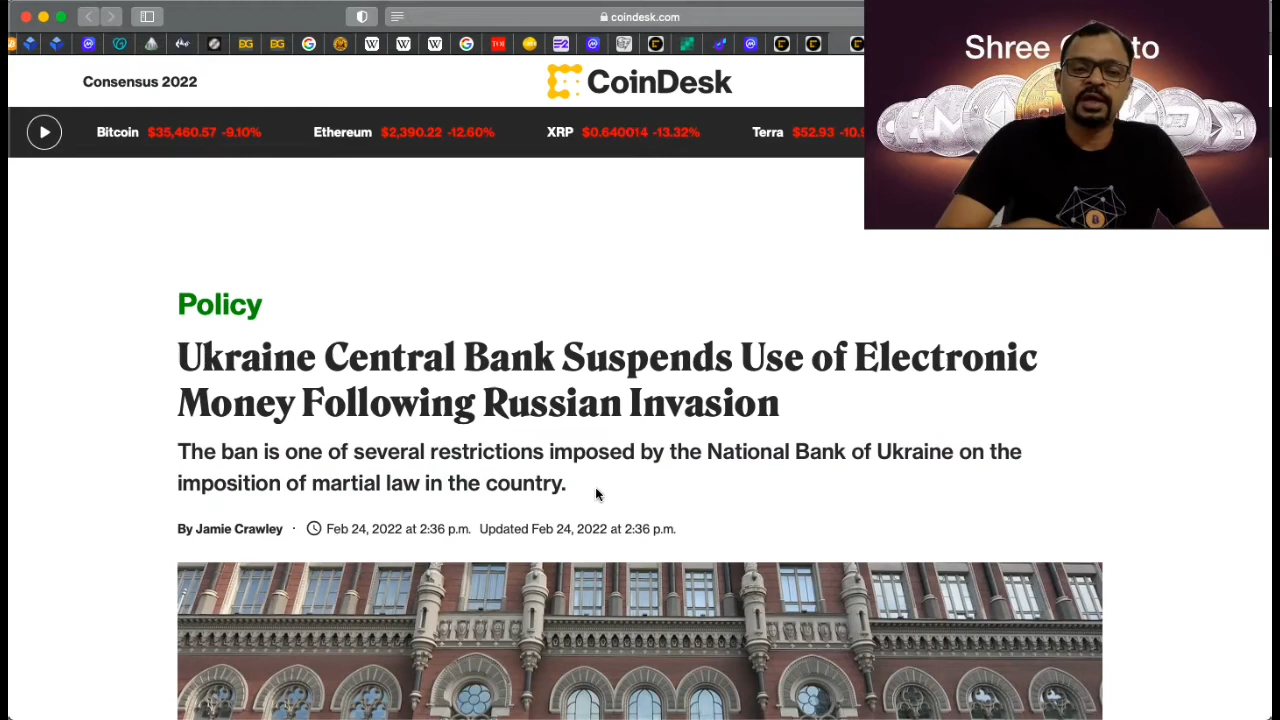 coindesk.com
Consensus 2022
CoinDesk
Bitcoin $35,460.57 -9.10% Ethereum $2,390.22 -12.60% XRP $0.640014 -13.32% Terra $52.93
Shree
Policy
Ukraine Central Bank Suspends Use of Electronic
Money Following Russian Invasion
The ban is one of several restrictions imposed by the National Bank of Ukraine on the
imposition of martial law in the country.
By Jamie Crawley · Feb 24, 2022 at 2:36 p.m. Updated Feb 24, 2022 at 2:36 p.m.